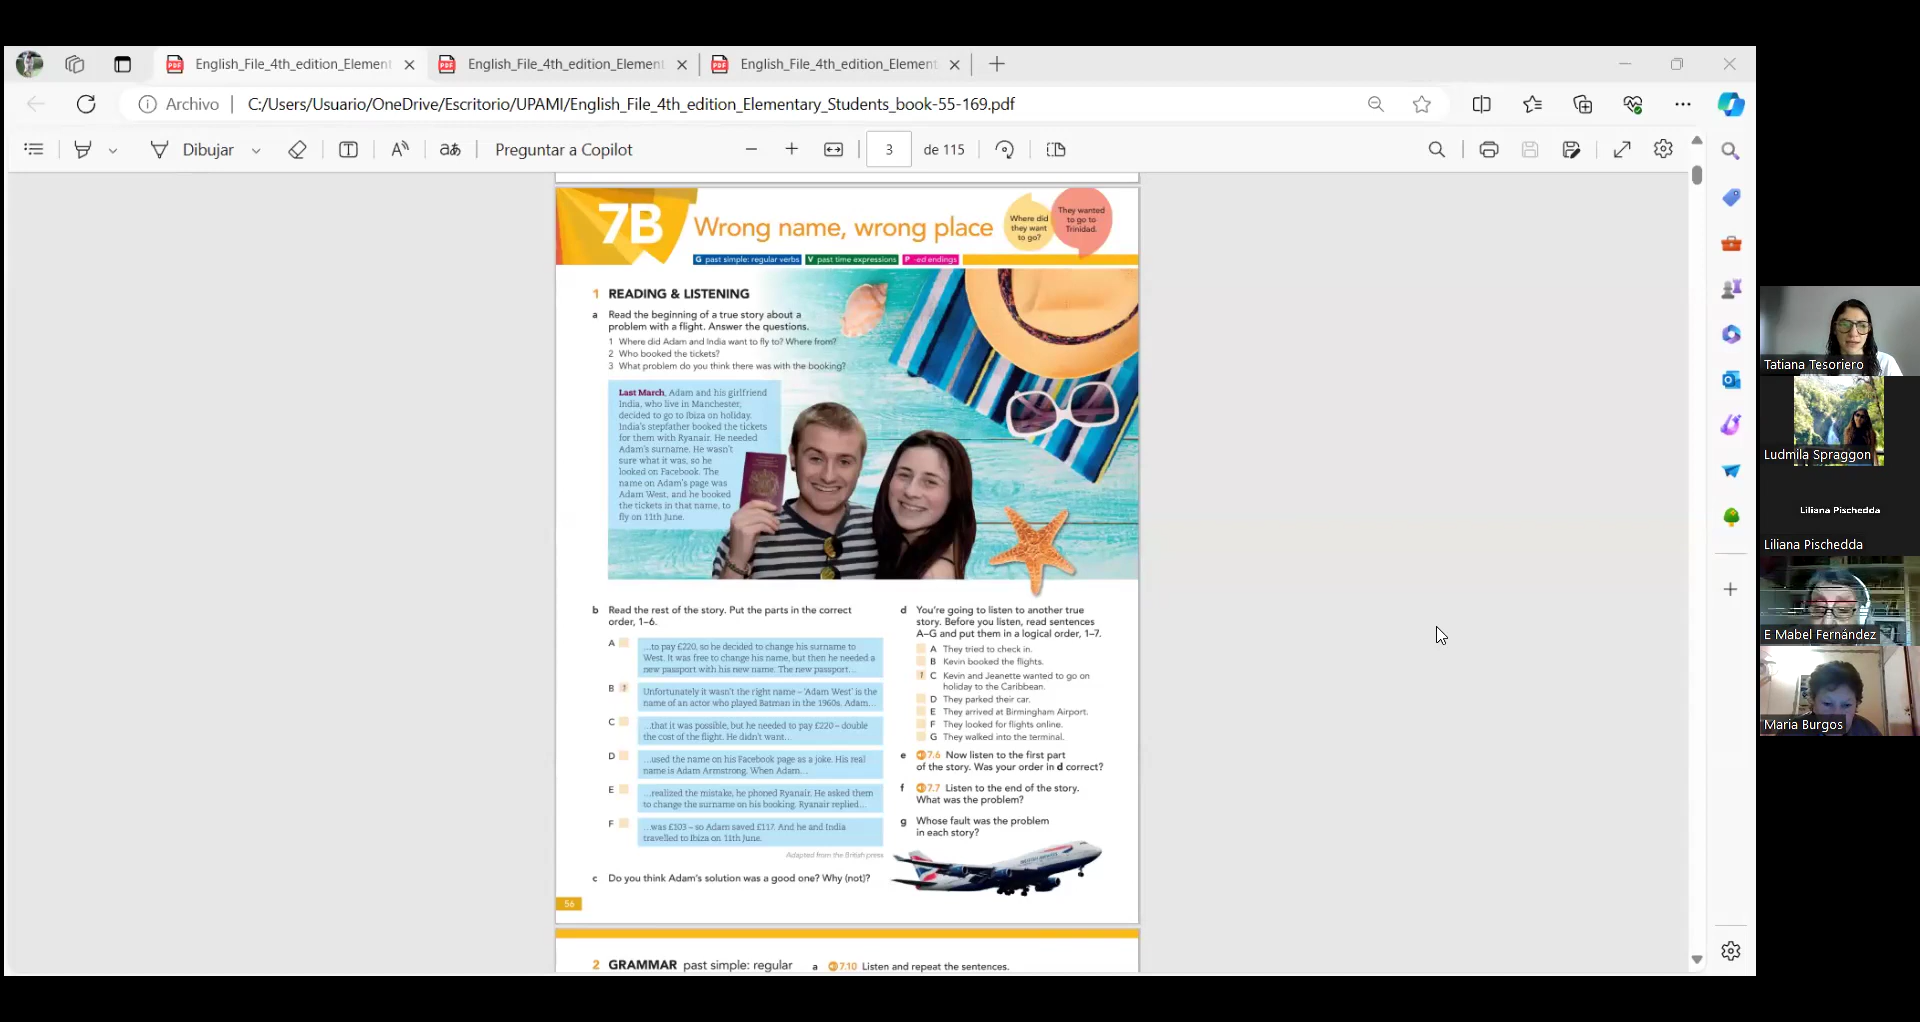 English_File_4th_edition_Element
English_File_4th_edition_Element
English_File_4th_edition_Element
Archivo
C:/Users/Usuario/OneDrive/Escritorio/UPAMI/English_File_4th_edition_Elementary_Students_book-55-169.pdf
Dibujar
Preguntar a Copilot
3
de 115
7B
Wrong name, wrong place
Where did
they want
to go?
They wanted
to go to
Trinidad.
G past simple: regular verbs V past time expressions P -ed endings
1 READING & LISTENING
a Read the beginning of a true story about a
problem with a flight. Answer the questions.
1 Where did Adam and India want to fly to? Where from?
2 Who booked the tickets?
3 What problem do you think there was with the booking?
Last March, Adam and his girlfriend
India, who live in Manchester,
decided to go to Ibiza on holiday.
India's stepfather booked the tickets
for them with Ryanair. He needed
Adam's surname. He wasn't
sure what it was, so he
looked on Facebook. The
name on Adam's page was
Adam West, and he booked
the tickets in that name, to
fly on 11th June.
b Read the rest of the story. Put the parts in the correct
order, 1–6.
A ...to pay £220, so he decided to change his surname to
West. It was free to change his name, but then he needed a
new passport with his new name. The new passport...
B 1 Unfortunately it wasn't the right name – 'Adam West' is the
name of an actor who played Batman in the 1960s. Adam...
C ...that it was possible, but he needed to pay £220 – double
the cost of the flight. He didn't want...
D ...used the name on his Facebook page as a joke. His real
name is Adam Armstrong. When Adam...
E ...realized the mistake, he phoned Ryanair. He asked them
to change the surname on his booking. Ryanair replied...
F ...was £103 – so Adam saved £117. And he and India
travelled to Ibiza on 11th June.
Adapted from the British press
c Do you think Adam's solution was a good one? Why (not)?
56
d You're going to listen to another true
story. Before you listen, read sentences
A–G and put them in a logical order, 1–7.
A They tried to check in.
B Kevin booked the flights.
1 C Kevin and Jeanette wanted to go on
holiday to the Caribbean.
D They parked their car.
E They arrived at Birmingham Airport.
F They looked for flights online.
G They walked into the terminal.
e 7.6 Now listen to the first part
of the story. Was your order in d correct?
f 7.7 Listen to the end of the story.
What was the problem?
g Whose fault was the problem
in each story?
2 GRAMMAR past simple: regular
a 7.10 Listen and repeat the sentences.
Tatiana Tesoriero
Ludmila Spraggon
Liliana Pischedda
Liliana Pischedda
E Mabel Fernández
Maria Burgos